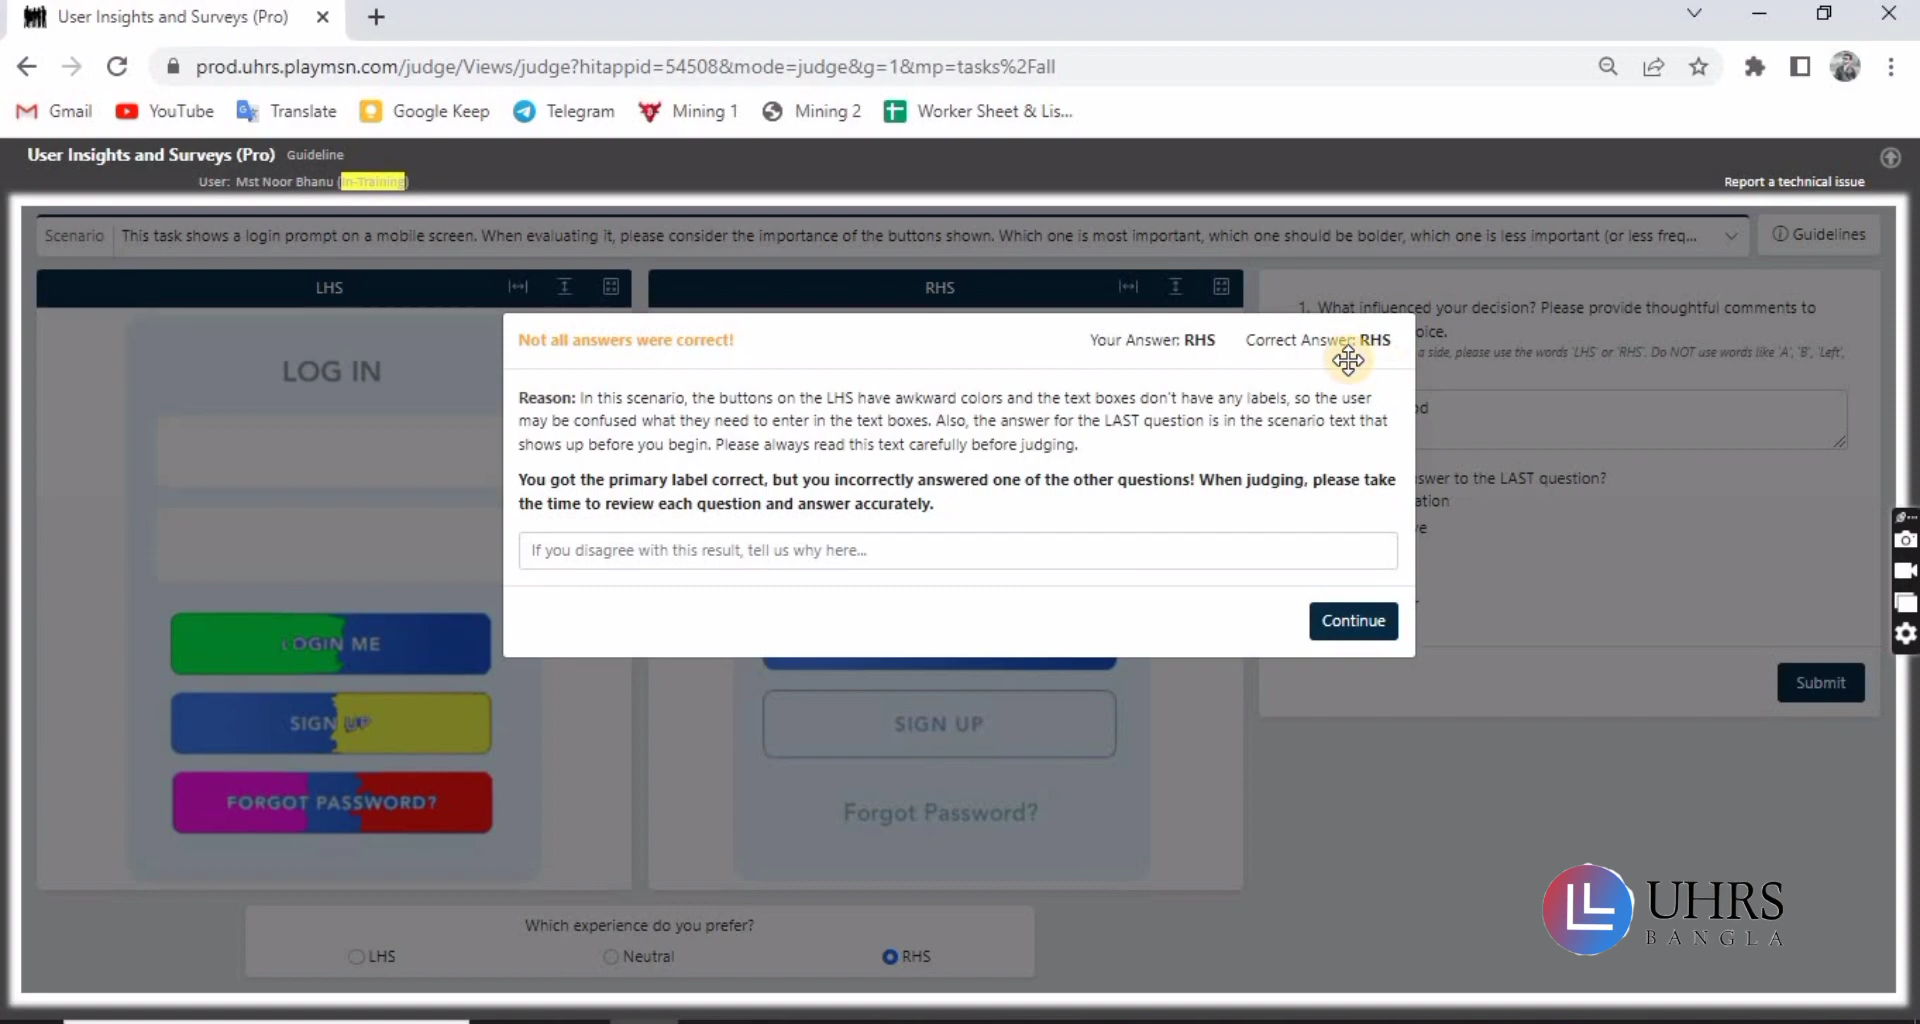 User Insights and Surveys (Pro)
prod.uhrs.playmsn.com/judge/Views/judge?hitappid=54508&mode=judge&g=1&mp=tasks%2Fall
Gmail YouTube Translate Google Keep Telegram Mining 1 Mining 2 Worker Sheet & Lis...
User Insights and Surveys (Pro) Guideline
User: Mst Noor Bhanu (In-Training)
Report a technical issue
Scenario This task shows a login prompt on a mobile screen. When evaluating it, please consider the importance of the buttons shown. Which one is most important, which one should be bolder, which one is less important (or less freq...
Guidelines
LHS
RHS
LOG IN
LOGIN ME
SIGN UP
FORGOT PASSWORD?
SIGN UP
Forgot Password?
Not all answers were correct!
Your Answer: RHS Correct Answer: RHS
Reason: In this scenario, the buttons on the LHS have awkward colors and the text boxes don't have any labels, so the user
may be confused what they need to enter in the text boxes. Also, the answer for the LAST question is in the scenario text that
shows up before you begin. Please always read this text carefully before judging.
You got the primary label correct, but you incorrectly answered one of the other questions! When judging, please take
the time to review each question and answer accurately.
If you disagree with this result, tell us why here...
Continue
1. What influenced your decision? Please provide thoughtful comments to
a side, please use the words 'LHS' or 'RHS'. Do NOT use words like 'A', 'B', 'Left',
to the LAST question?
Submit
Which experience do you prefer?
LHS Neutral RHS
UHRS
BANGLA